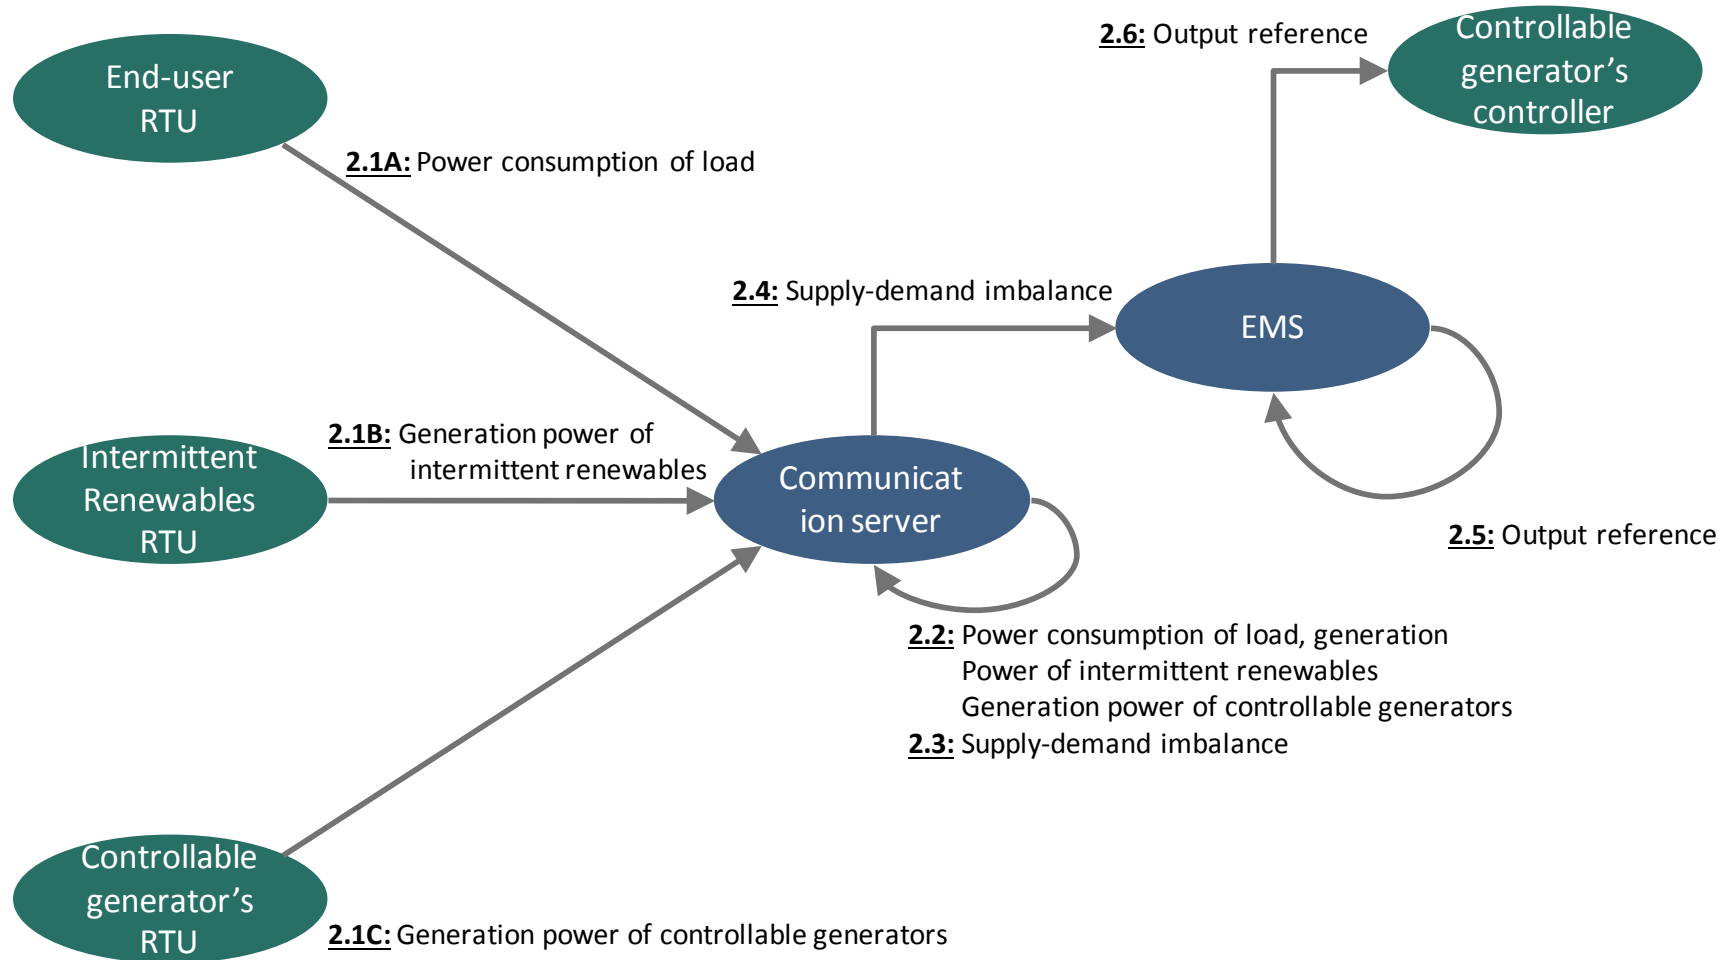 End-user
RTU
2.1A: Power consumption of load
2.6: Output reference
Controllable
generator's
controller
2.4: Supply-demand imbalance
EMS
2.5: Output reference
2.1B: Generation power of
intermittent renewables
Intermittent
Renewables
RTU
Communicat
ion server
2.2: Power consumption of load, generation
Power of intermittent renewables
Generation power of controllable generators
2.3: Supply-demand imbalance
Controllable
generator's
RTU
2.1C: Generation power of controllable generators